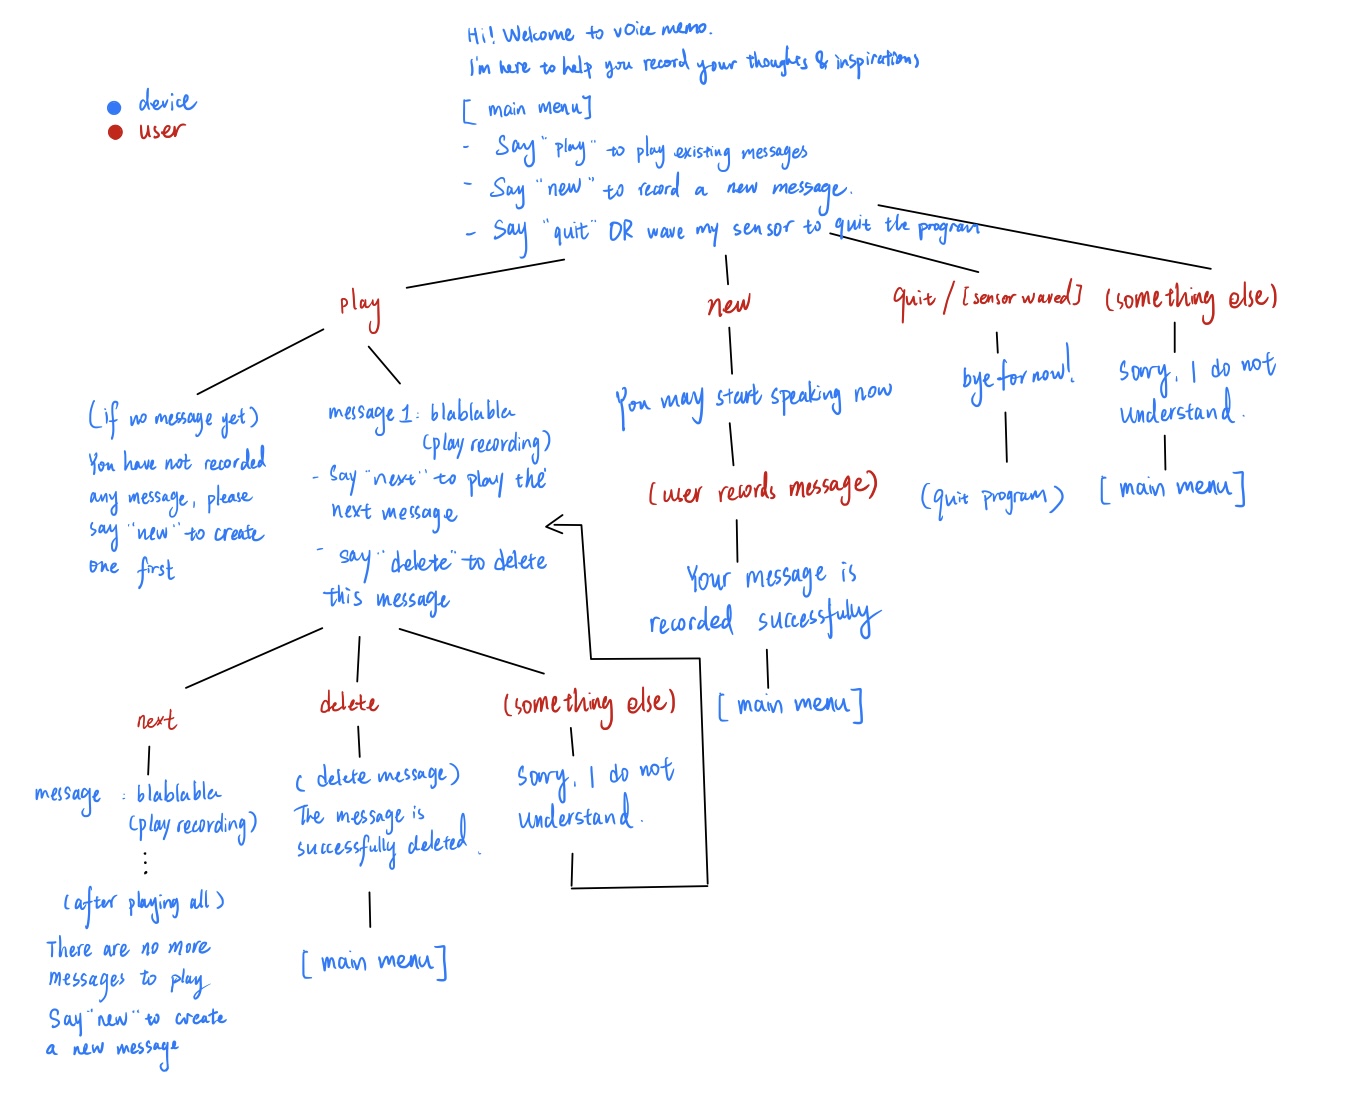 Hi! Welcome to voice memo.
I'm here to help you record your thoughts & inspirations
device
user
[ main menu ]
- Say "play" to play existing messages
- Say "new" to record a new message.
- Say "quit" OR wave my sensor to quit the program
play
new
quit / [sensor waved]
(something else)
(if no message yet)
You have not recorded
any message, please
say "new" to create
one first
message 1: blablabla
(play recording)
- Say "next" to play the
next message
- say "delete" to delete
this message
You may start speaking now
(user records message)
Your message is
recorded successfully
[ main menu ]
bye for now!
(quit program)
Sorry, I do not
understand.
[ main menu ]
next
delete
(something else)
message : blablabla
(play recording)
⋮
(after playing all)
There are no more
messages to play
Say "new" to create
a new message
( delete message)
The message is
successfully deleted.
[ main menu ]
Sorry, I do not
understand.